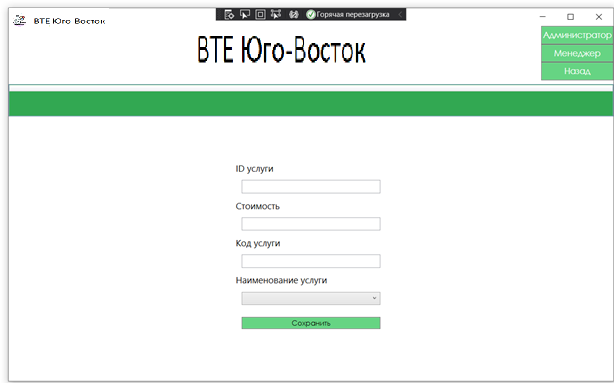 ВТЕ Юго-Восток
Горячая перезагрузка
ВТЕ Юго-Восток
Администратор
Менеджер
Назад
ID услуги
Стоимость
Код услуги
Наименование услуги
Сохранить